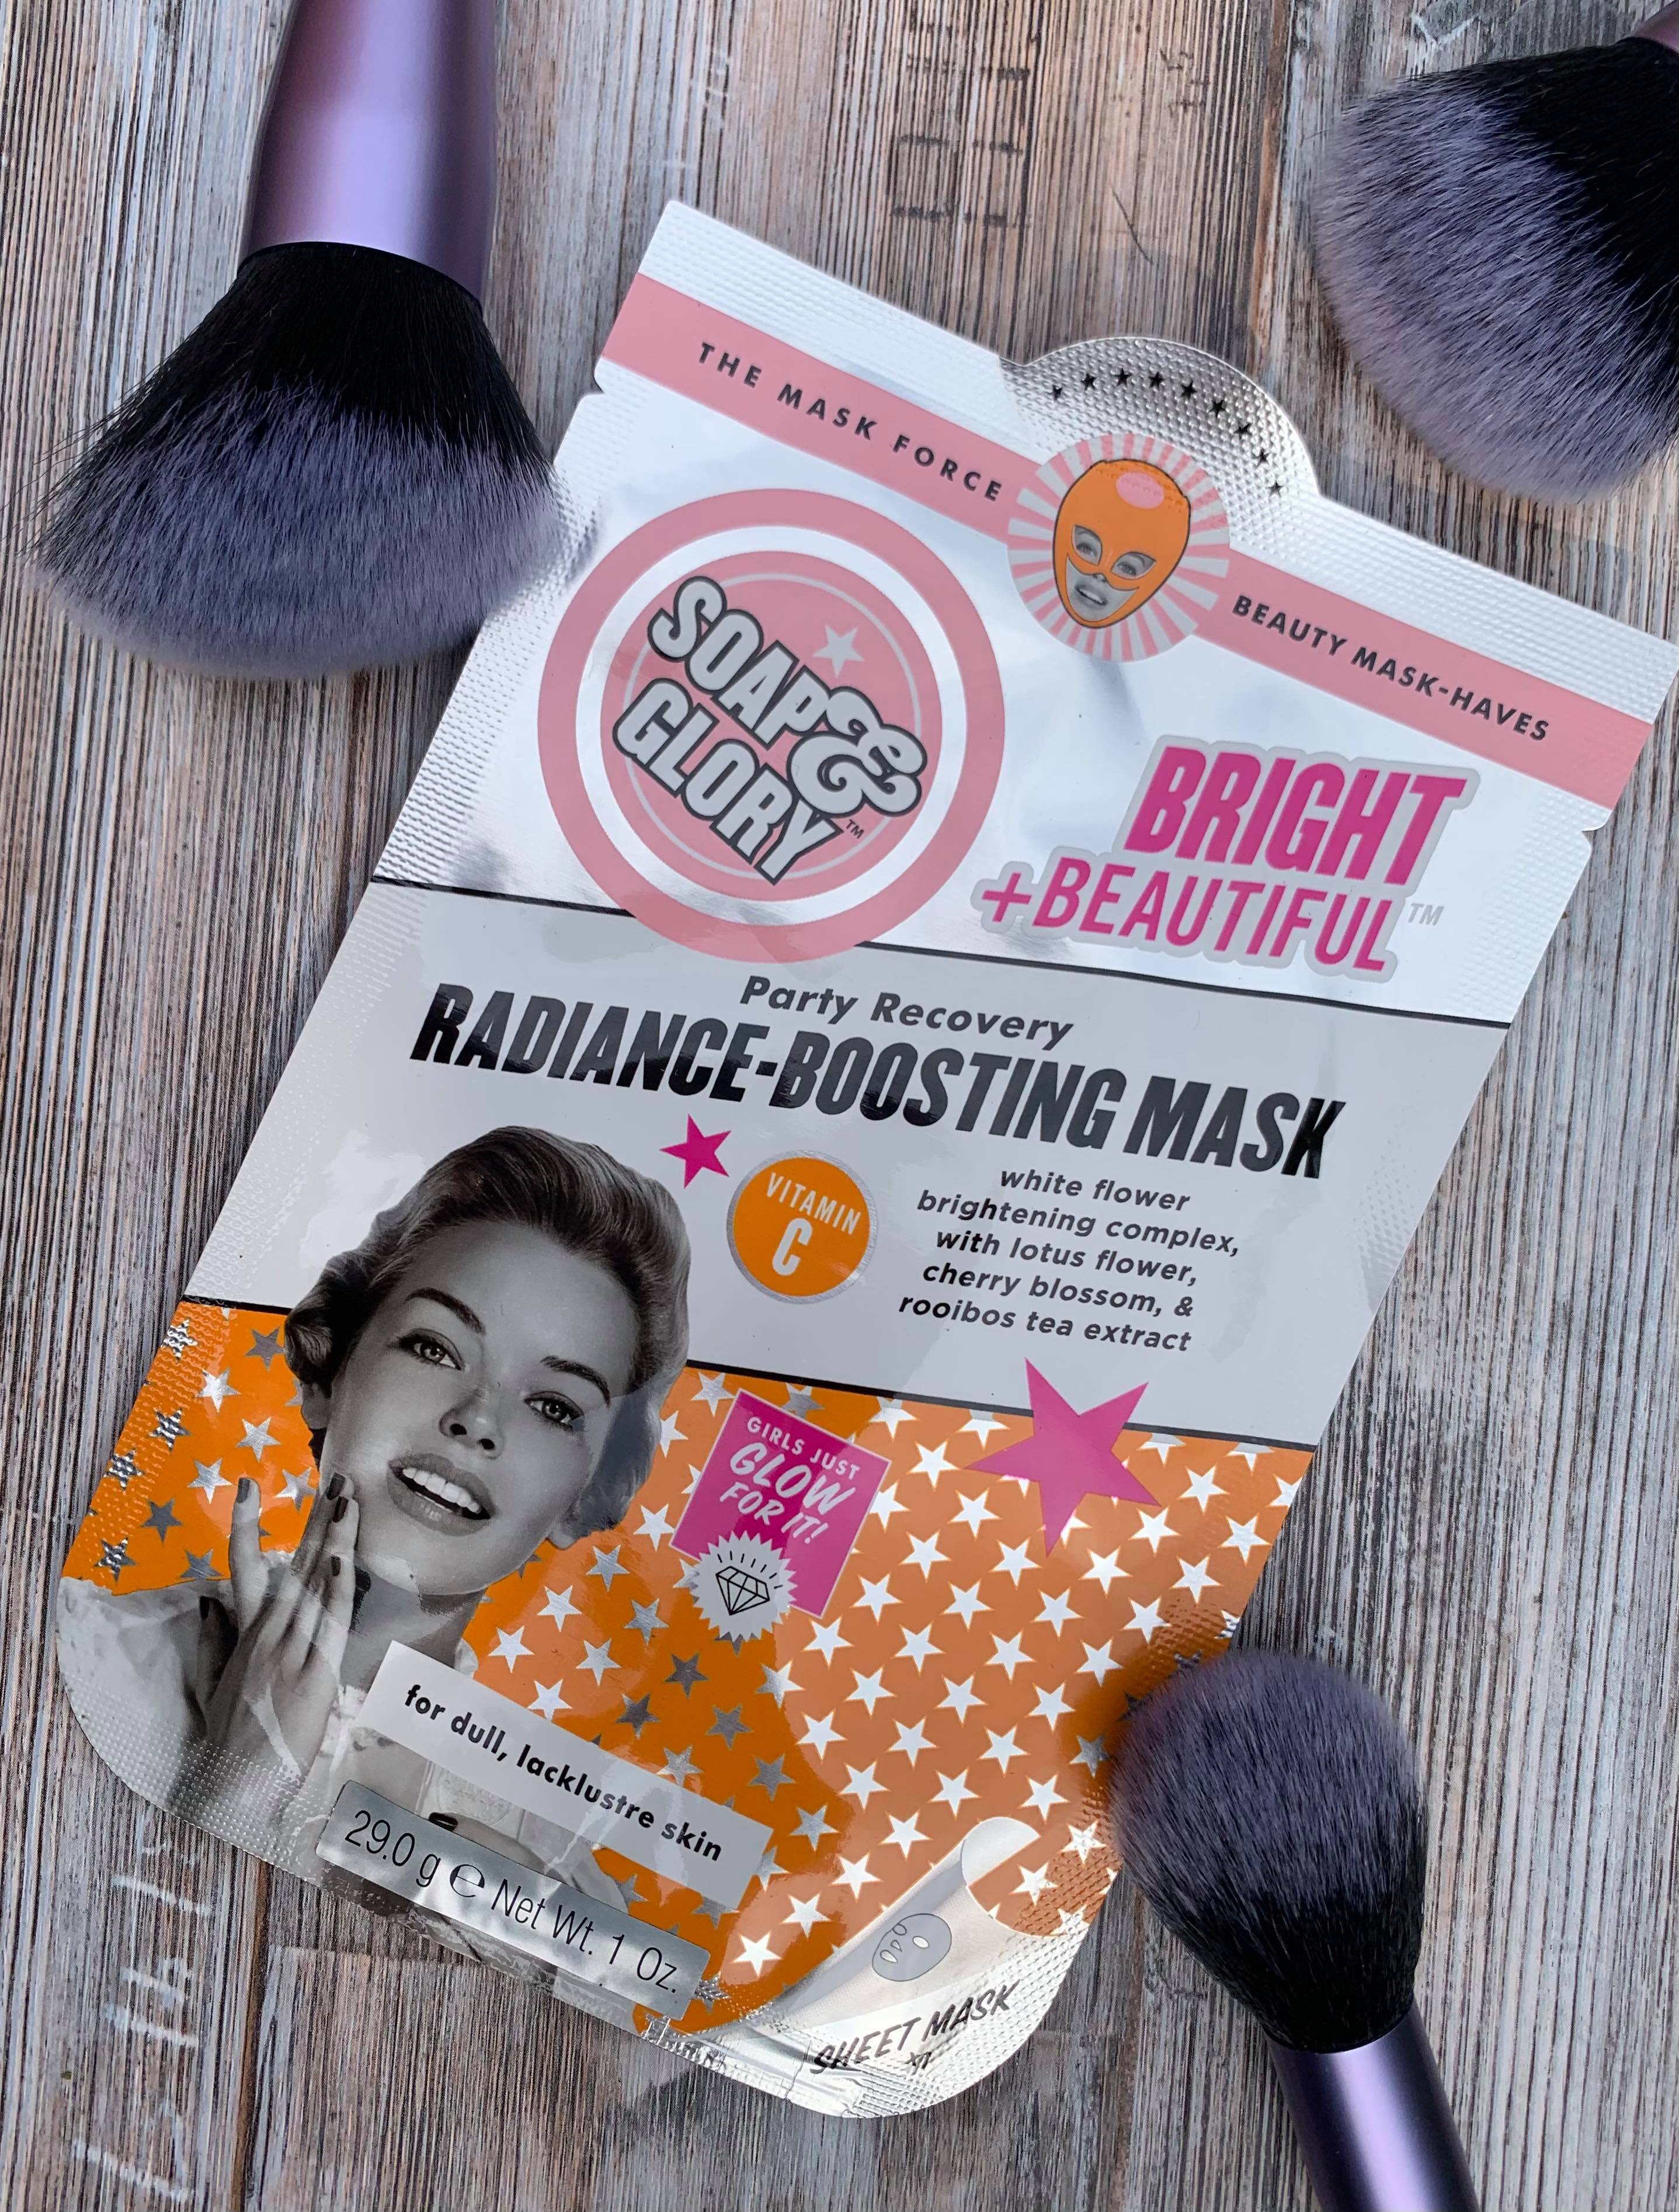 THE MASK FORCE
BEAUTY MASK-HAVES
SOAP &
GLORY™
BRIGHT
+BEAUTIFUL™
Party Recovery
RADIANCE-BOOSTING MASK
VITAMIN
C
white flower
brightening complex,
with lotus flower,
cherry blossom, &
rooibos tea extract
GIRLS JUST
GLOW
FOR IT!
for dull, lacklustre skin
29.0 g ℮ Net Wt. 1 Oz.
SHEET MASK
x1